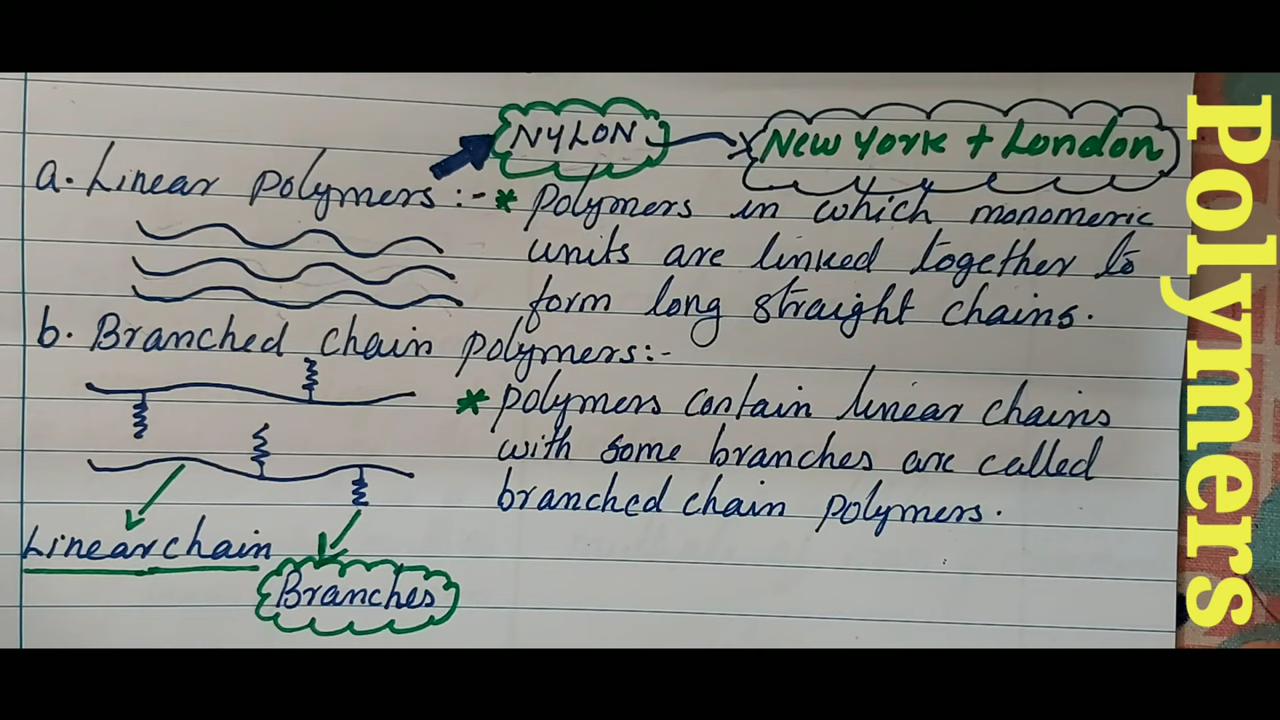 NYLON New York + London
a. Linear polymers :- * polymers in which monomeric
units are linked together to
form long straight chains.
b. Branched chain polymers:-
* polymers contain linear chains
with some branches are called
branched chain polymers.
Linear chain
Branches
Polymers